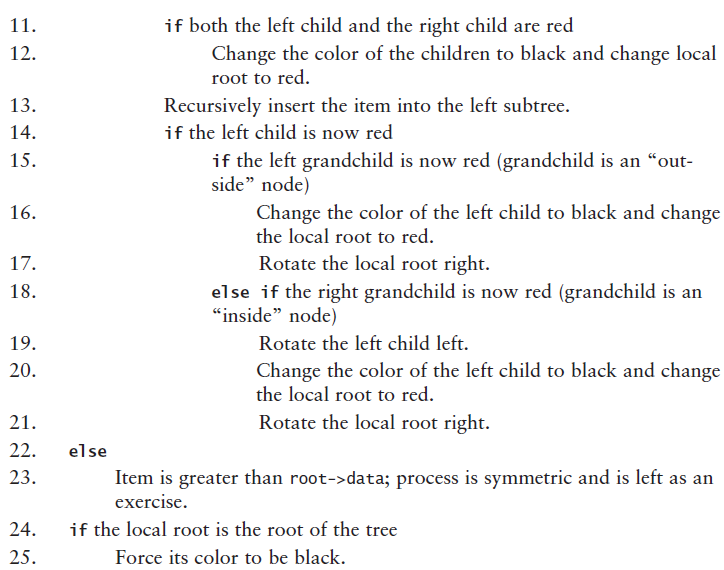 11. if both the left child and the right child are red
12. Change the color of the children to black and change local
root to red.
13. Recursively insert the item into the left subtree.
14. if the left child is now red
15. if the left grandchild is now red (grandchild is an “out-
side” node)
16. Change the color of the left child to black and change
the local root to red.
17. Rotate the local root right.
18. else if the right grandchild is now red (grandchild is an
“inside” node)
19. Rotate the left child left.
20. Change the color of the left child to black and change
the local root to red.
21. Rotate the local root right.
22. else
23. Item is greater than root->data; process is symmetric and is left as an
exercise.
24. if the local root is the root of the tree
25. Force its color to be black.